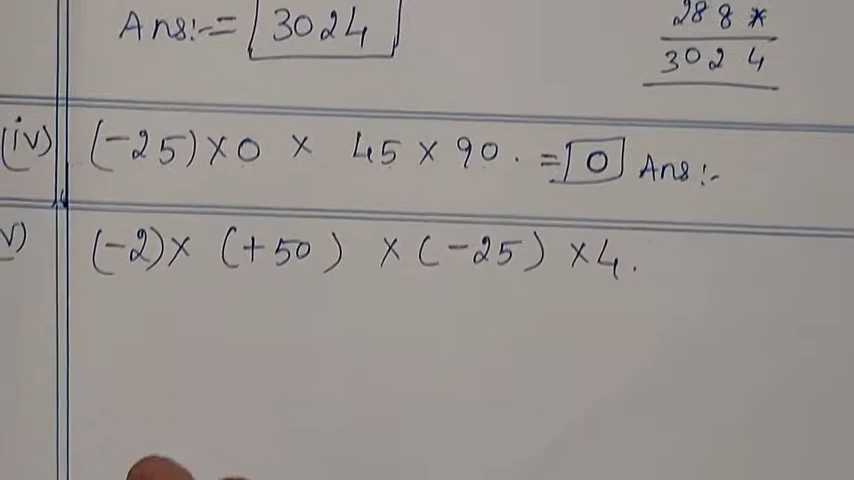 Ans:-= 3024
288*
3024
(iv) (-25)×0 × 45×90. = 0 Ans:-
v) (-2)× (+50) ×(-25) ×4.